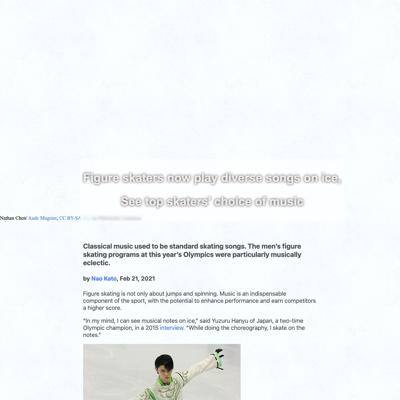 Figure skaters now play diverse songs on ice,
See top skaters' choice of music
Nathan Chen/ Aude Mugnier, CC BY-SA
Classical music used to be standard skating songs. The men's figure
skating programs at this year's Olympics were particularly musically
eclectic.
by Nao Kato, Feb 21, 2021
Figure skating is not only about jumps and spinning. Music is an indispensable
component of the sport, with the potential to enhance performance and earn competitors
a higher score.
"In my mind, I can see musical notes on ice," said Yuzuru Hanyu of Japan, a two-time
Olympic champion, in a 2015 interview. "While doing the choreography, I skate on the
notes."